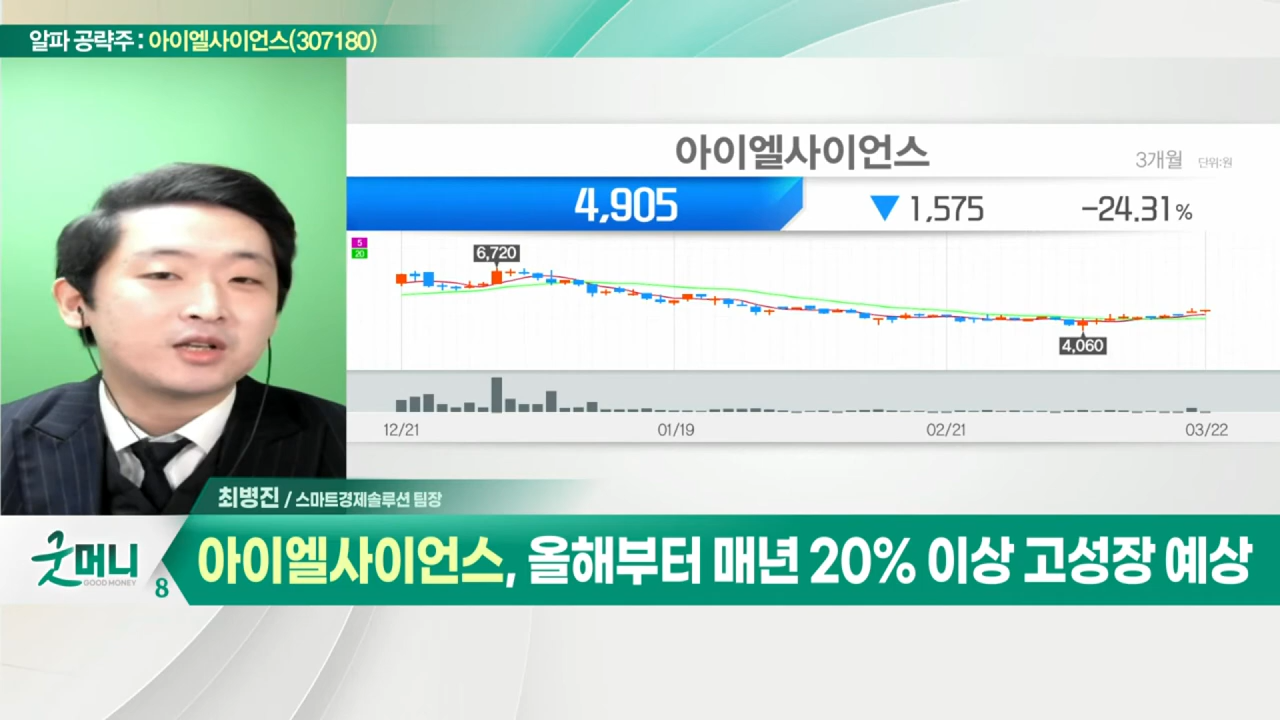 알파 공략주 : 아이엘사이언스(307180)
아이엘사이언스
3개월 단위:원
4,905 ▼ 1,575 -24.31%
5
20
6,720
4,060
12/21 01/19 02/21 03/22
최병진 / 스마트경제솔루션 팀장
굿머니
GOOD MONEY
8
아이엘사이언스, 올해부터 매년 20% 이상 고성장 예상